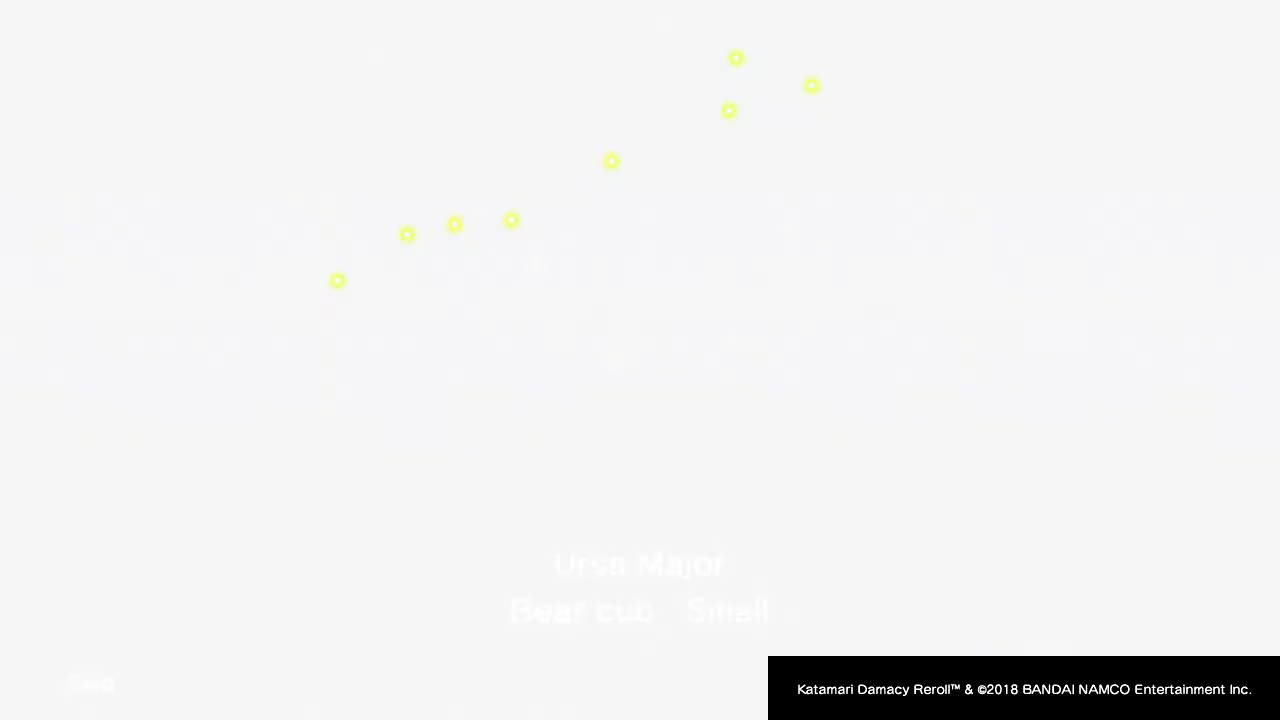 Ursa Major
Bear cub Small
Katamari Damacy Reroll™ & ©2018 BANDAI NAMCO Entertainment Inc.